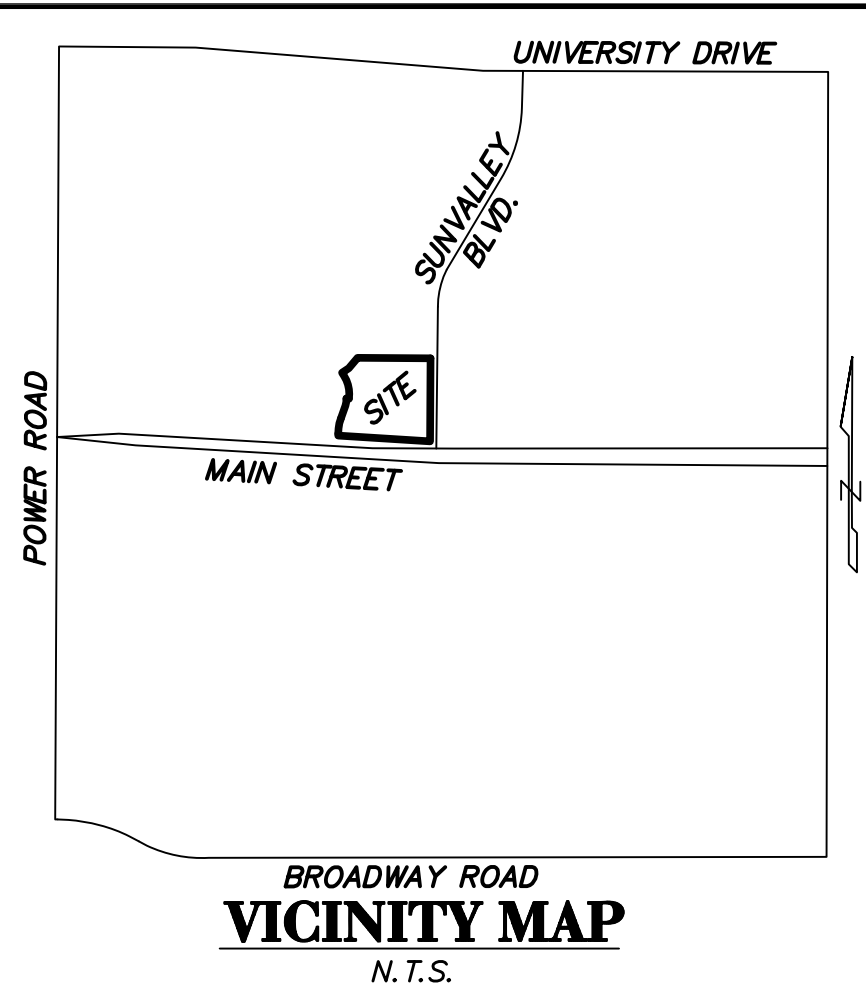 UNIVERSITY DRIVE
SUNVALLEY
BLVD.
SITE
POWER ROAD
MAIN STREET
N
BROADWAY ROAD
VICINITY MAP
N.T.S.